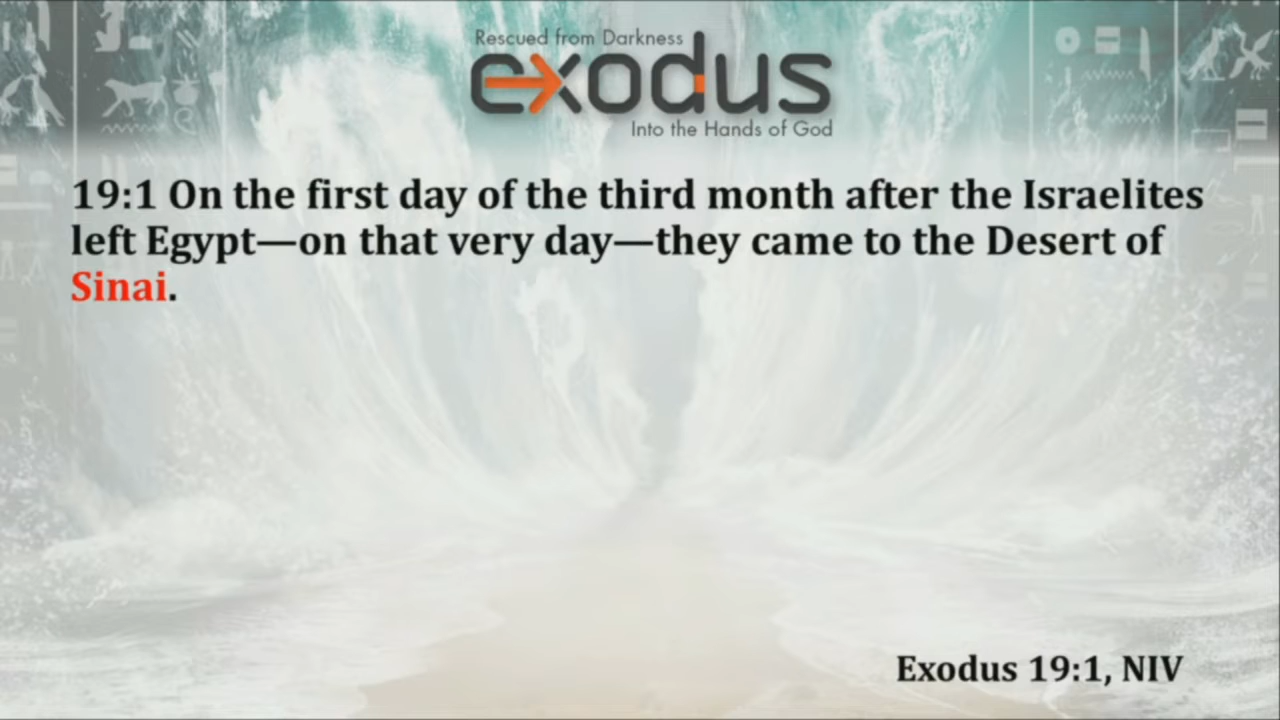 Rescued from Darkness
exodus
Into the Hands of God
19:1 On the first day of the third month after the Israelites
left Egypt—on that very day—they came to the Desert of
Sinai.
Exodus 19:1, NIV